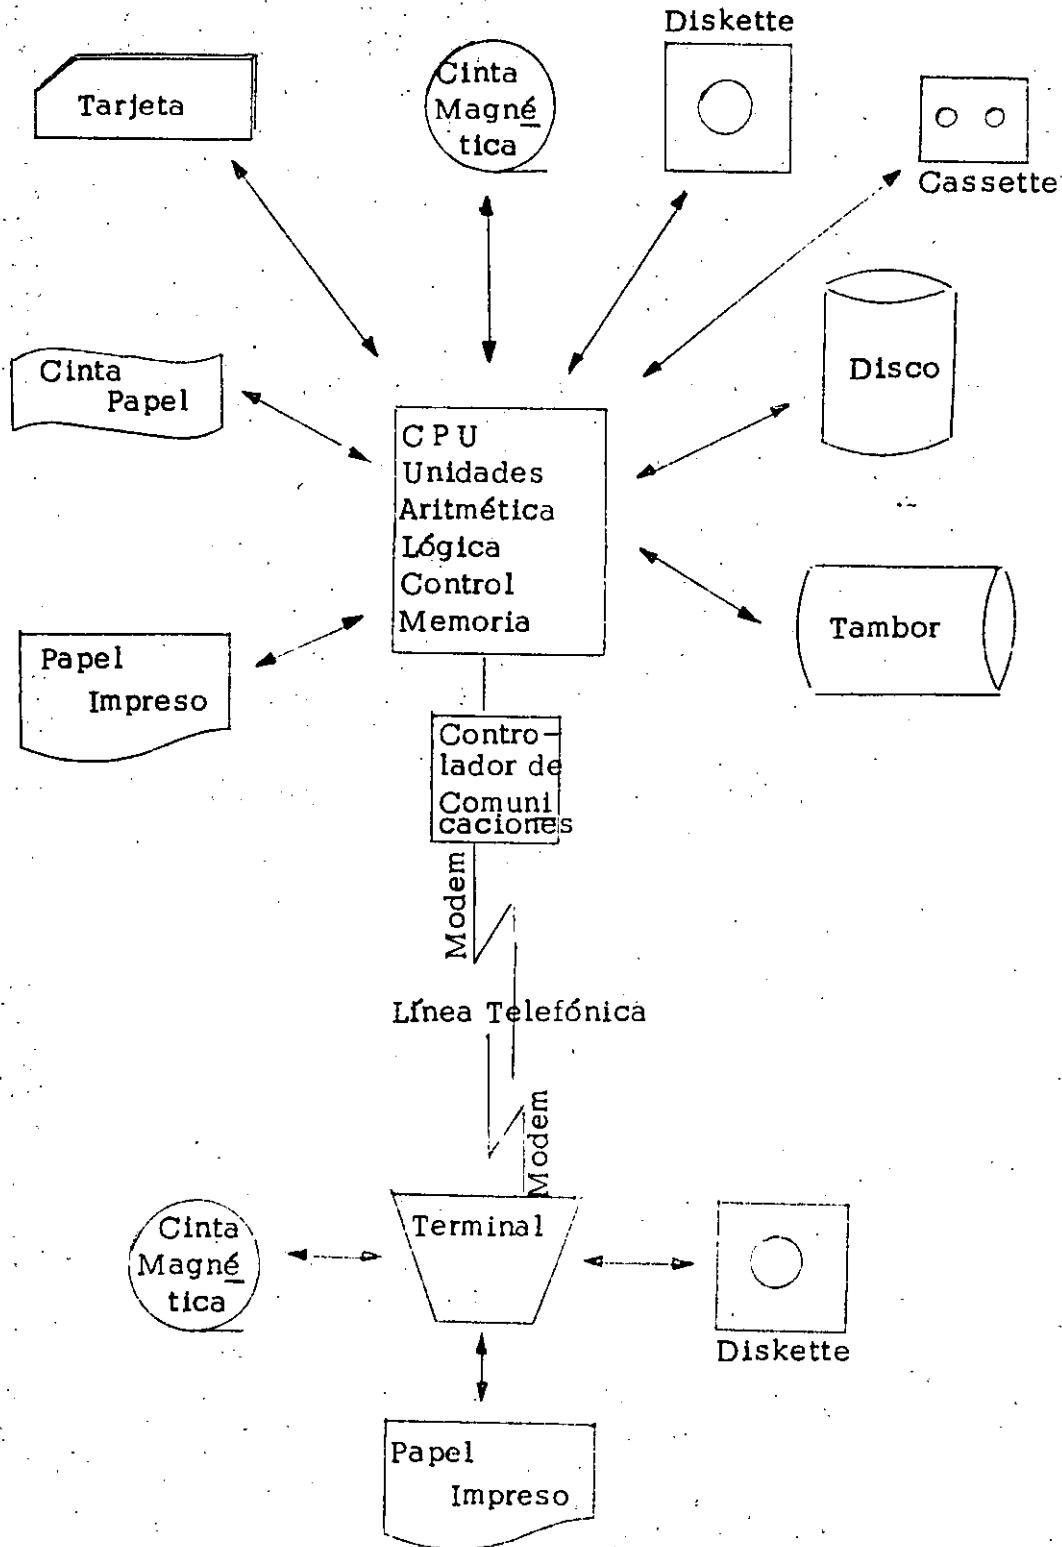 Diskette
Tarjeta
Cinta
Magné
tica
Cassette
Cinta
Papel
Disco
CPU
Unidades
Aritmética
Lógica
Control
Memoria
Tambor
Papel
Impreso
Contro-
lador de
Comuni
caciones
Modem
Línea Telefónica
Modem
Terminal
Cinta
Magné
tica
Diskette
Papel
Impreso